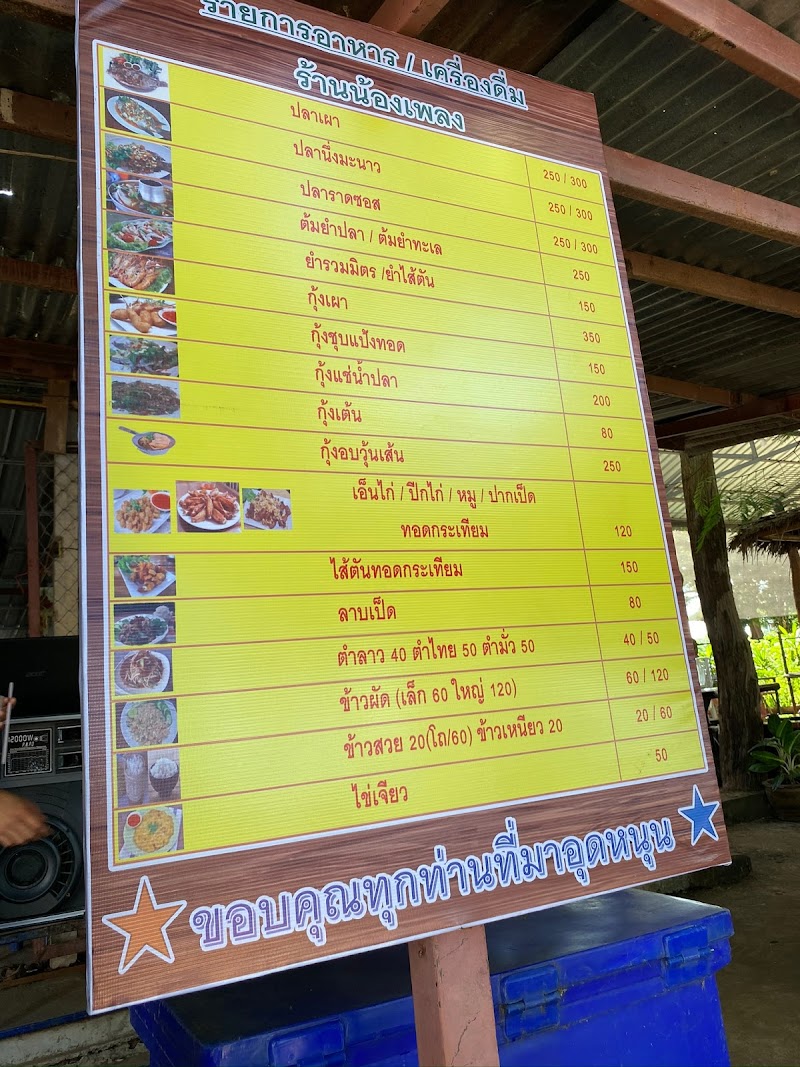 รายการอาหาร / เครื่องดื่ม
ร้านน้องเพลง
ปลาเผา 250 / 300
ปลานึ่งมะนาว 250 / 300
ปลาราดซอส 250 / 300
ต้มยำปลา / ต้มยำทะเล 250
ยำรวมมิตร /ยำไส้ตัน 150
กุ้งเผา 350
กุ้งชุบแป้งทอด 150
กุ้งแช่น้ำปลา 200
กุ้งเต้น 80
กุ้งอบวุ้นเส้น 250
เอ็นไก่ / ปีกไก่ / หมู / ปากเป็ด
ทอดกระเทียม 120
ไส้ตันทอดกระเทียม 150
ลาบเป็ด 80
ตำลาว 40 ตำไทย 50 ตำมั่ว 50 40 / 50
ข้าวผัด (เล็ก 60 ใหญ่ 120) 60 / 120
ข้าวสวย 20(โถ/60) ข้าวเหนียว 20 20 / 60
ไข่เจียว 50
ขอบคุณทุกท่านที่มาอุดหนุน
2000W